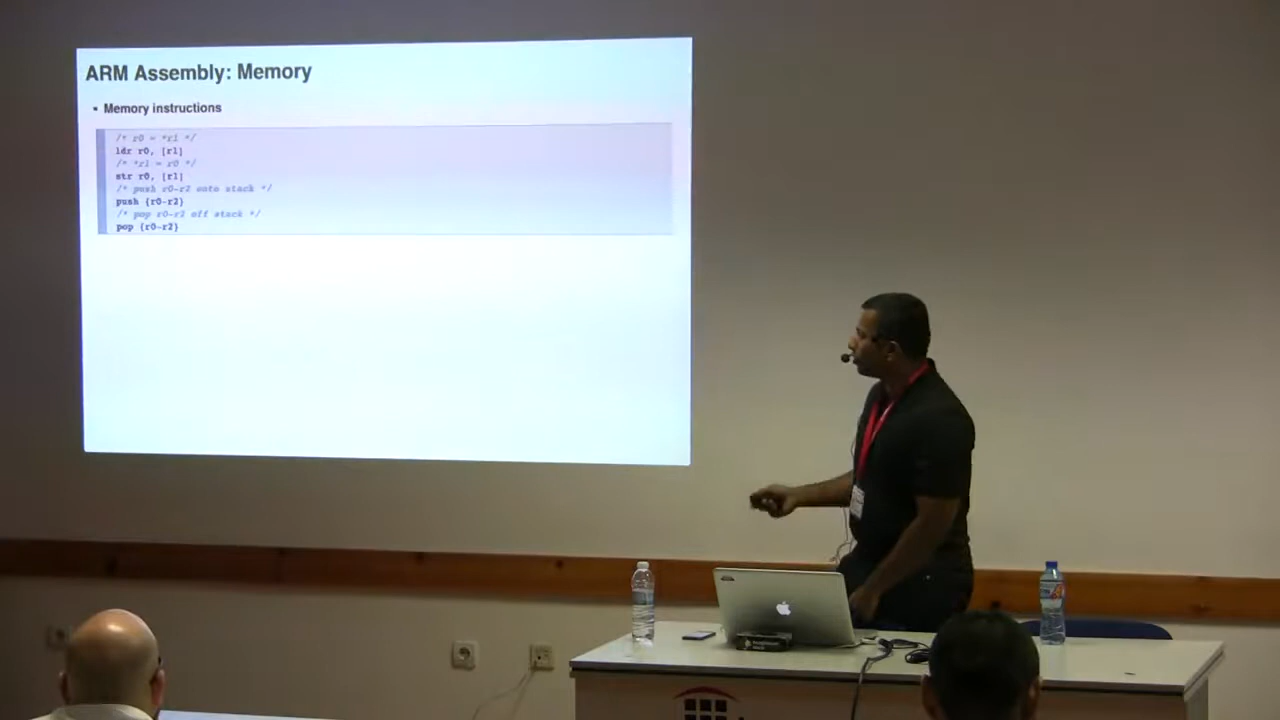 ARM Assembly: Memory
▪ Memory instructions
/* r0 = *r1 */
ldr r0, [r1]
/* *r1 = r0 */
str r0, [r1]
/* push r0-r2 onto stack */
push {r0-r2}
/* pop r0-r2 off stack */
pop {r0-r2}